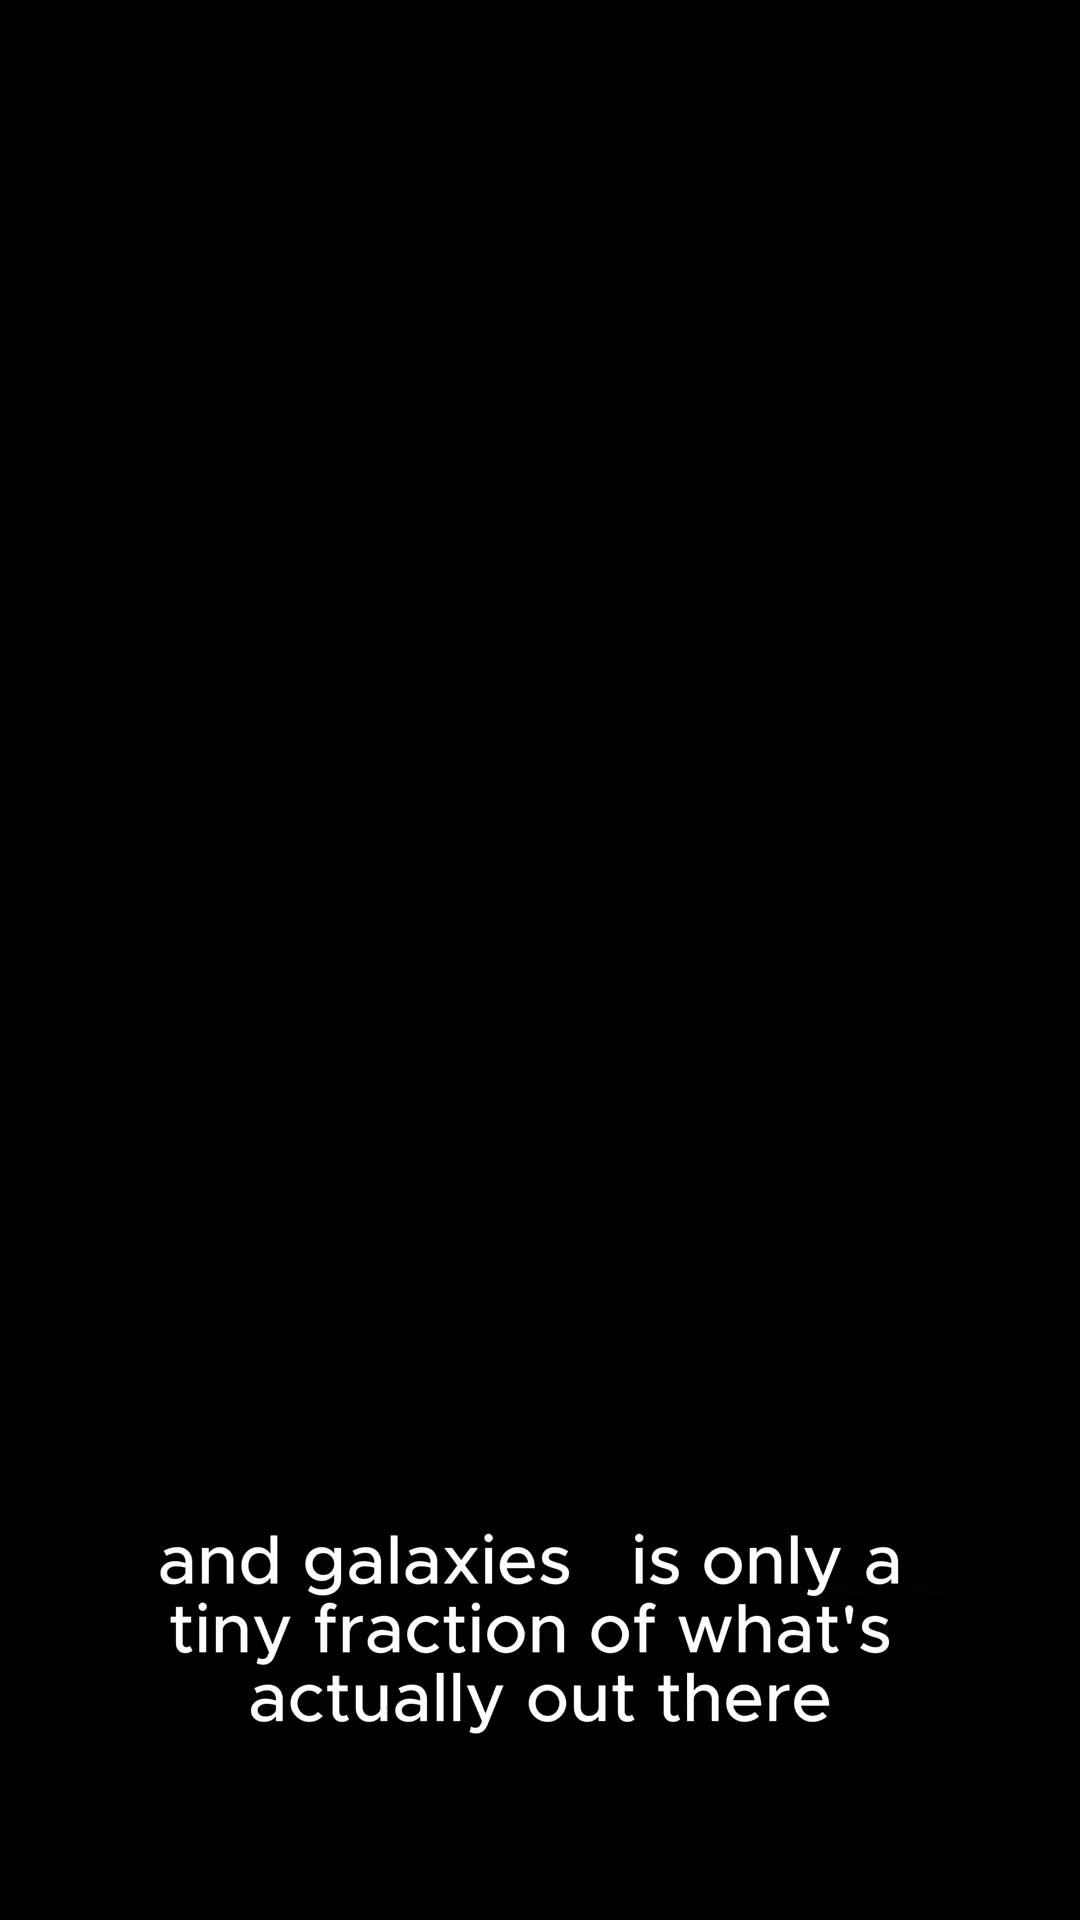 and galaxies   is only a
tiny fraction of what's
actually out there